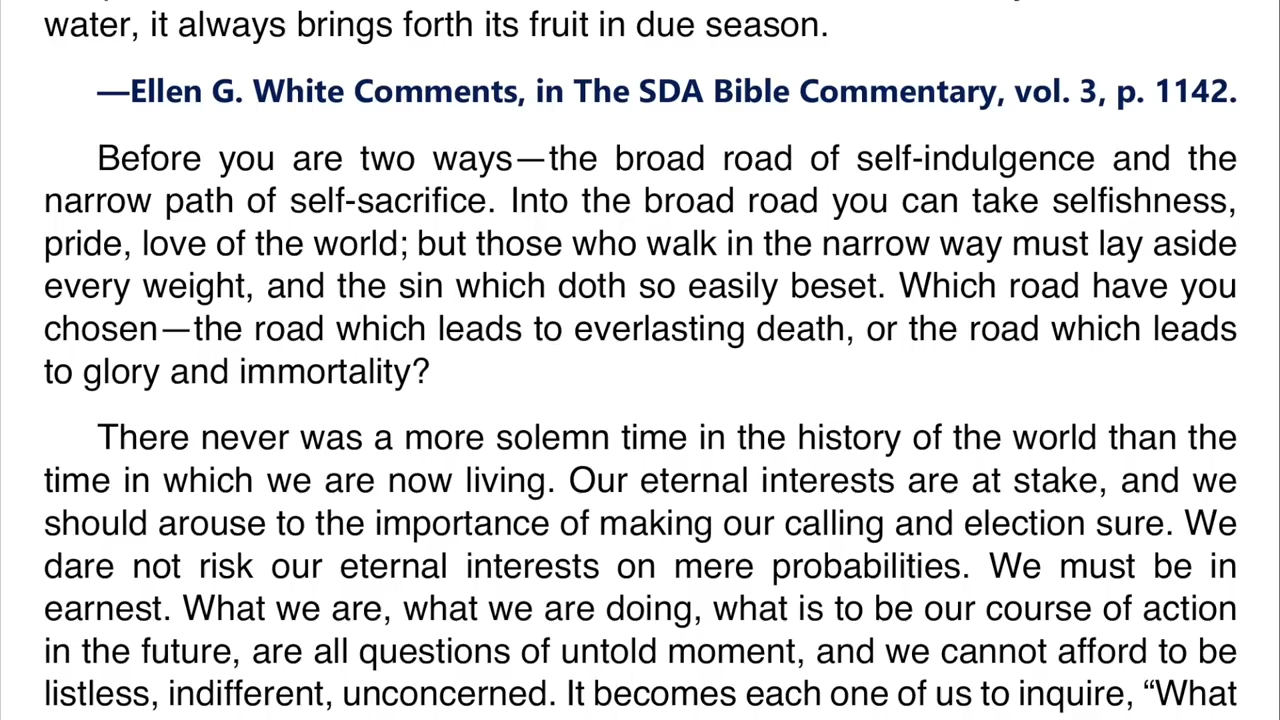 water, it always brings forth its fruit in due season.
—Ellen G. White Comments, in The SDA Bible Commentary, vol. 3, p. 1142.
Before you are two ways—the broad road of self-indulgence and the
narrow path of self-sacrifice. Into the broad road you can take selfishness,
pride, love of the world; but those who walk in the narrow way must lay aside
every weight, and the sin which doth so easily beset. Which road have you
chosen—the road which leads to everlasting death, or the road which leads
to glory and immortality?
There never was a more solemn time in the history of the world than the
time in which we are now living. Our eternal interests are at stake, and we
should arouse to the importance of making our calling and election sure. We
dare not risk our eternal interests on mere probabilities. We must be in
earnest. What we are, what we are doing, what is to be our course of action
in the future, are all questions of untold moment, and we cannot afford to be
listless, indifferent, unconcerned. It becomes each one of us to inquire, “What